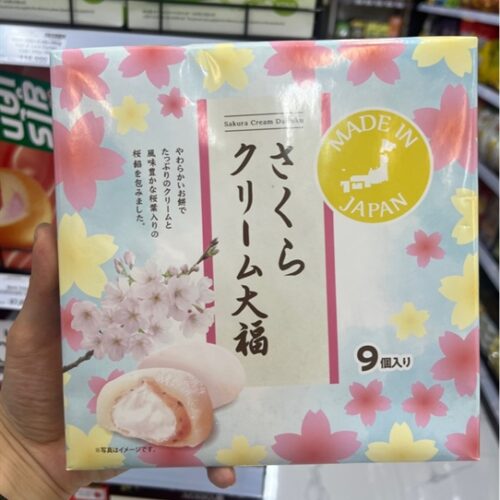 Sakura Cream Daifuku
さくら
クリーム大福
やわらかいお餅で
たっぷりのクリームと
風味豊かな桜葉入りの
桜餡を包みました。
MADE IN
JAPAN
9個入り
※写真はイメージです。